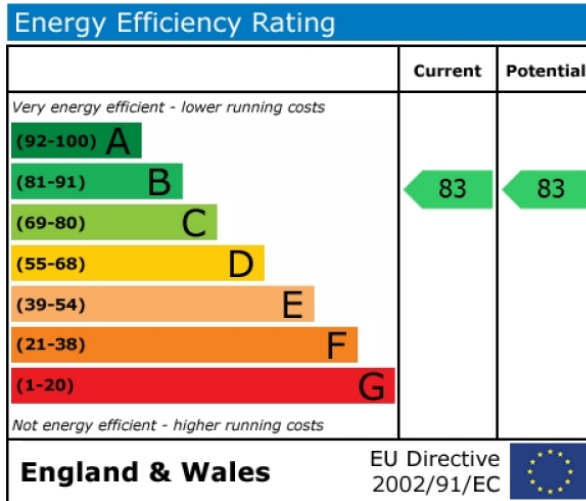 Energy Efficiency Rating
Current Potential
Very energy efficient - lower running costs
(92-100) A
(81-91) B 83 83
(69-80) C
(55-68) D
(39-54) E
(21-38) F
(1-20) G
Not energy efficient - higher running costs
England & Wales
EU Directive
2002/91/EC